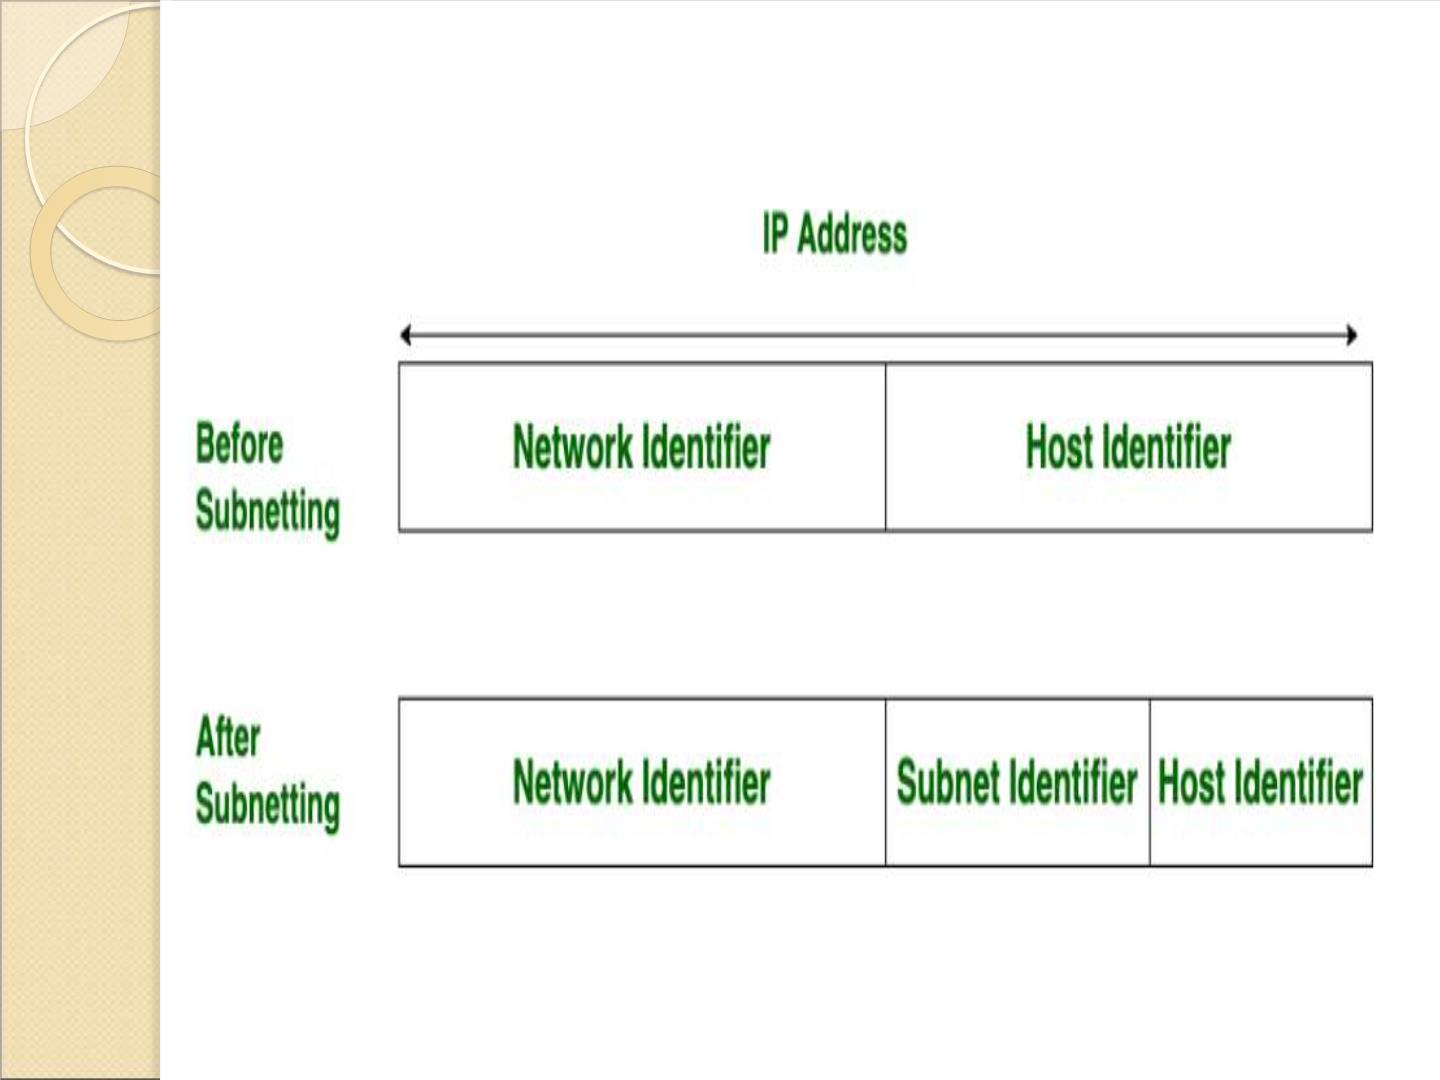 IP Address
Before
Subnetting
Network Identifier
Host Identifier
After
Subnetting
Network Identifier
Subnet Identifier
Host Identifier